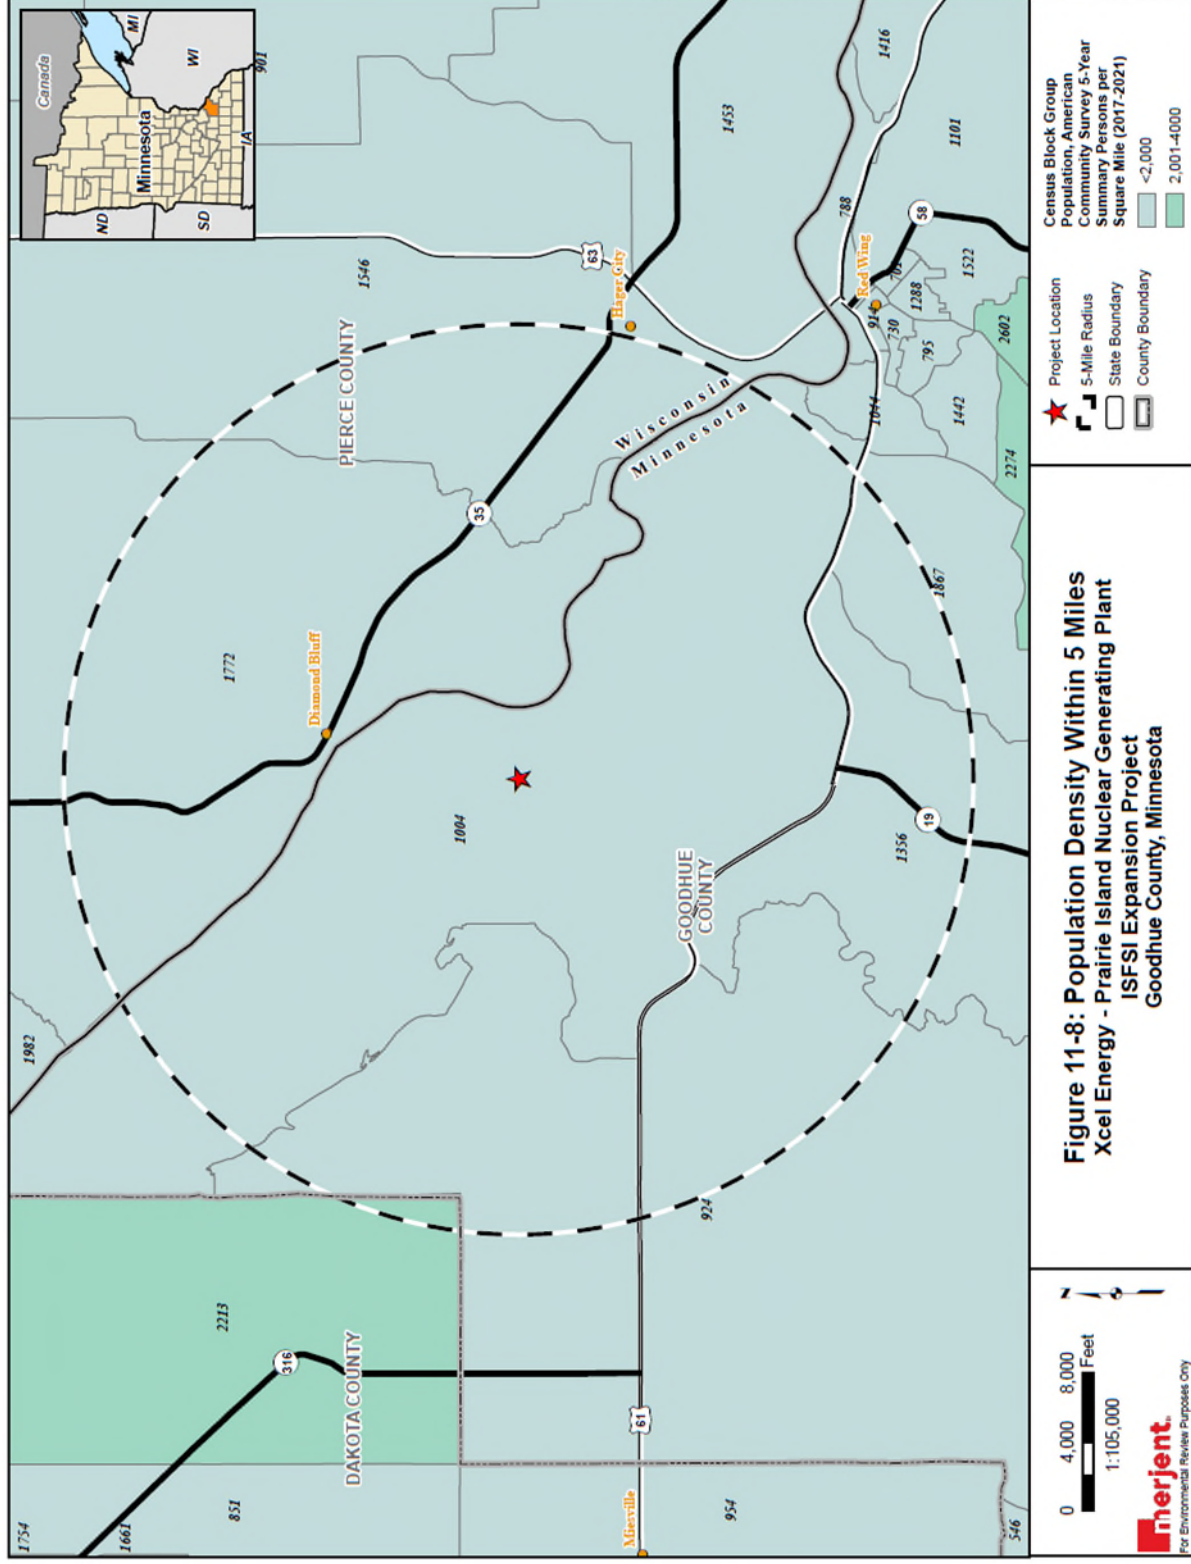 Canada
MI
ND
Minnesota
WI
SD
IA
901
1546
1453
1416
PIERCE COUNTY
63
Hager City
788
1101
Red Wing
58
701
1522
914
730
1288
795
2602
1044
1442
2274
Wisconsin
Minnesota
35
1772
Diamond Bluff
1867
1004
1982
GOODHUE
COUNTY
19
1356
924
2213
316
DAKOTA COUNTY
61
Miesville
1754
1661
851
954
546
0 4,000 8,000
Feet
1:105,000
N
merjent
For Environmental Review Purposes Only
Figure 11-8: Population Density Within 5 Miles
Xcel Energy - Prairie Island Nuclear Generating Plant
ISFSI Expansion Project
Goodhue County, Minnesota
Project Location
5-Mile Radius
State Boundary
County Boundary
Census Block Group
Population, American
Community Survey 5-Year
Summary Persons per
Square Mile (2017-2021)
<2,000
2,001-4000